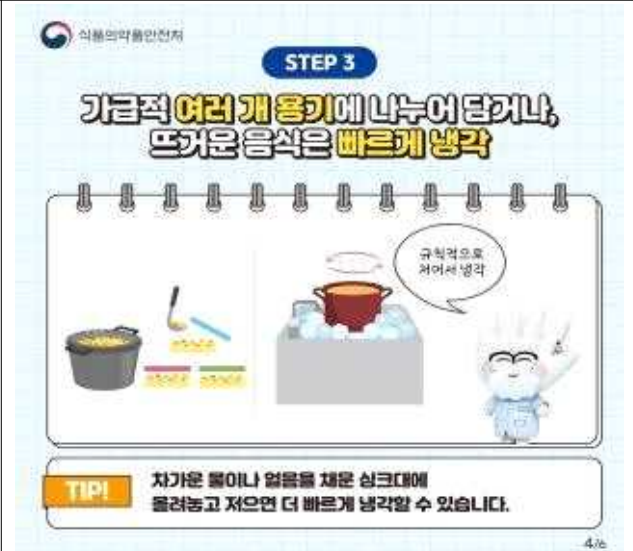 식품의약품안전처
STEP 3
가급적 여러 개 용기에 나누어 담거나,
뜨거운 음식은 빠르게 냉각
규칙적으로
저어서 냉각
TIP!
차가운 물이나 얼음을 채운 싱크대에
올려놓고 저으면 더 빠르게 냉각할 수 있습니다.
4/6